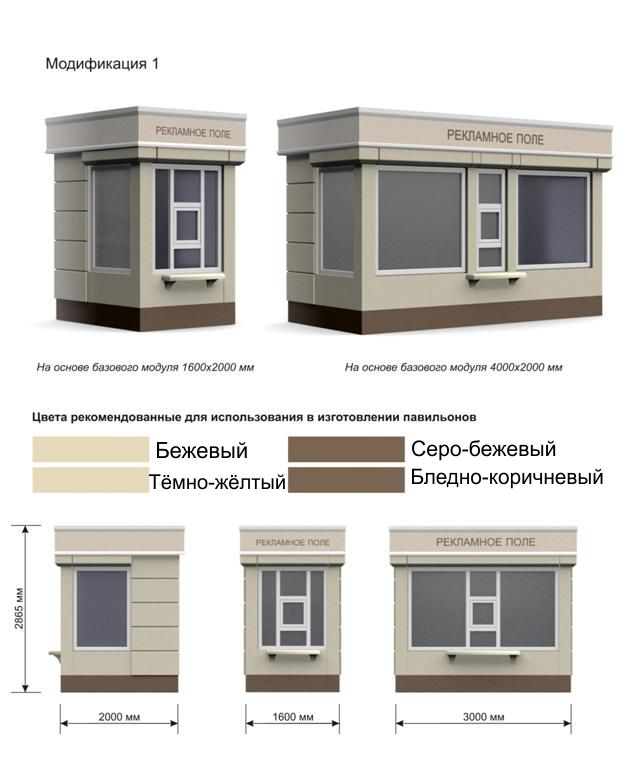 Модификация 1
РЕКЛАМНОЕ ПОЛЕ
РЕКЛАМНОЕ ПОЛЕ
На основе базового модуля 1600х2000 мм
На основе базового модуля 4000х2000 мм
Цвета рекомендованные для использования в изготовлении павильонов
Бежевый
Серо-бежевый
Тёмно-жёлтый
Бледно-коричневый
РЕКЛАМНОЕ ПОЛЕ
РЕКЛАМНОЕ ПОЛЕ
2865 мм
2000 мм
1600 мм
3000 мм